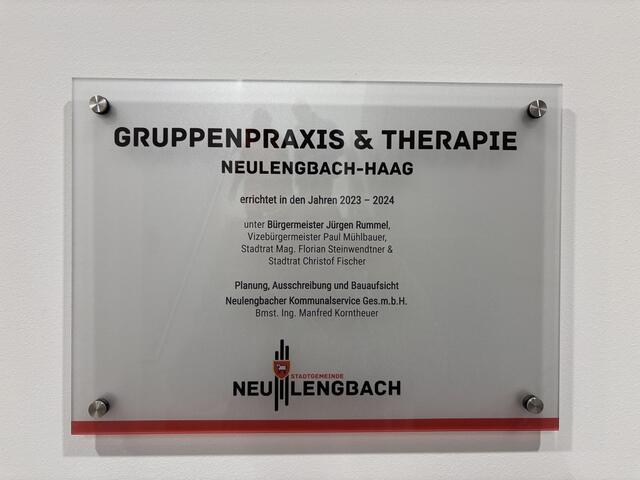 GRUPPENPRAXIS & THERAPIE
NEULENGBACH-HAAG
errichtet in den Jahren 2023 – 2024
unter Bürgermeister Jürgen Rummel,
Vizebürgermeister Paul Mühlbauer,
Stadtrat Mag. Florian Steinwendtner &
Stadtrat Christof Fischer
Planung, Ausschreibung und Bauaufsicht
Neulengbacher Kommunalservice Ges.m.b.H.
Bmst. Ing. Manfred Korntheuer
STADTGEMEINDE
NEULENGBACH